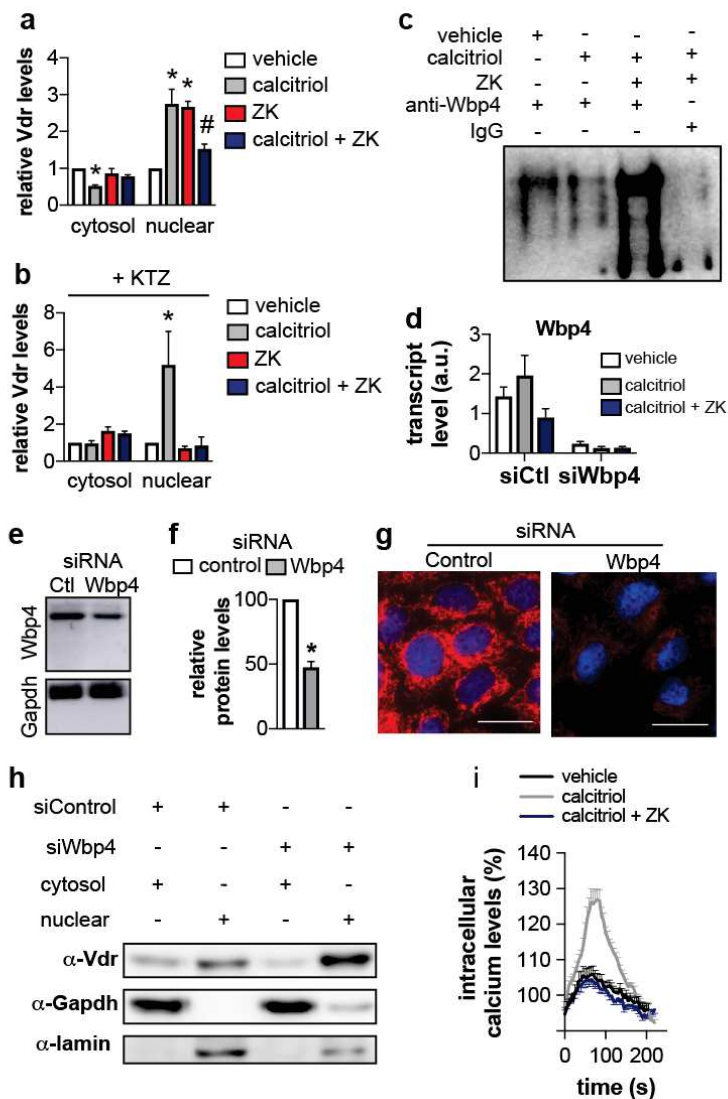 a
relative Vdr levels
4
3
2
1
0
* * * #
cytosol nuclear
vehicle
calcitriol
ZK
calcitriol + ZK
b
+ KTZ
relative Vdr levels
8
6
4
2
0
*
cytosol nuclear
vehicle
calcitriol
ZK
calcitriol + ZK
c
vehicle + - - -
calcitriol - + + +
ZK - - + +
anti-Wbp4 + + + -
IgG - - - +
d
Wbp4
transcript
level (a.u.)
3
2
1
0
siCtl siWbp4
vehicle
calcitriol
calcitriol + ZK
e
siRNA
Ctl Wbp4
Wbp4
Gapdh
f
siRNA
control Wbp4
relative
protein levels
100
50
0
*
g
siRNA
Control Wbp4
h
siControl + + - -
siWbp4 - - + +
cytosol + - + -
nuclear - + - +
α-Vdr
α-Gapdh
α-lamin
i
vehicle
calcitriol
calcitriol + ZK
intracellular
calcium levels (%)
140
130
120
110
100
0 100 200
time (s)